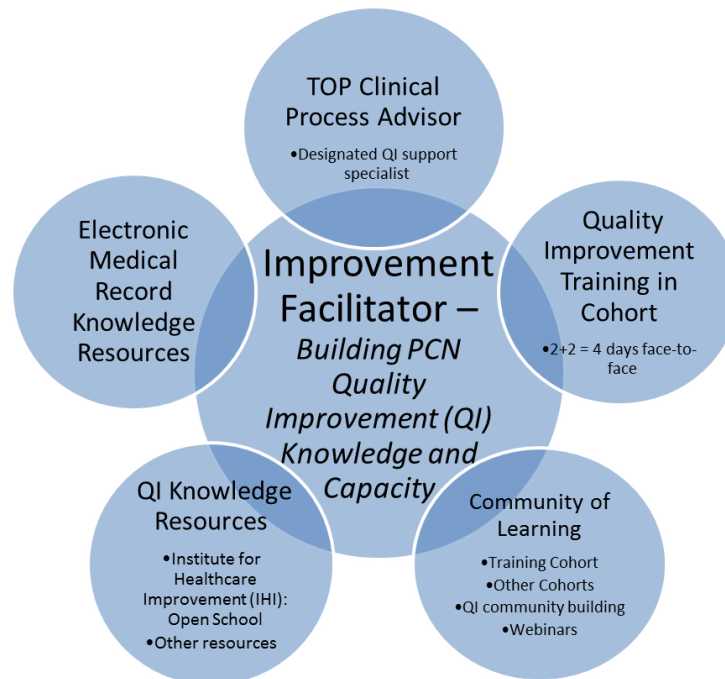 TOP Clinical
Process Advisor
•Designated QI support
specialist
Electronic
Medical
Record
Knowledge
Resources
Improvement
Facilitator –
Building PCN
Quality
Improvement (QI)
Knowledge and
Capacity
Quality
Improvement
Training in
Cohort
•2+2 = 4 days face-to-
face
QI Knowledge
Resources
•Institute for
Healthcare
Improvement (IHI):
Open School
•Other resources
Community of
Learning
•Training Cohort
•Other Cohorts
•QI community building
•Webinars